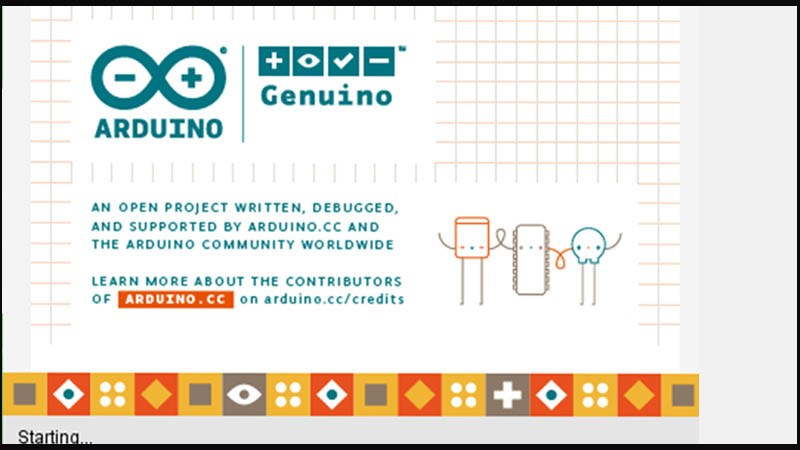 ARDUINO
Genuino
AN OPEN PROJECT WRITTEN, DEBUGGED,
AND SUPPORTED BY ARDUINO.CC AND
THE ARDUINO COMMUNITY WORLDWIDE
LEARN MORE ABOUT THE CONTRIBUTORS
OF ARDUINO.CC on arduino.cc/credits
Starting...